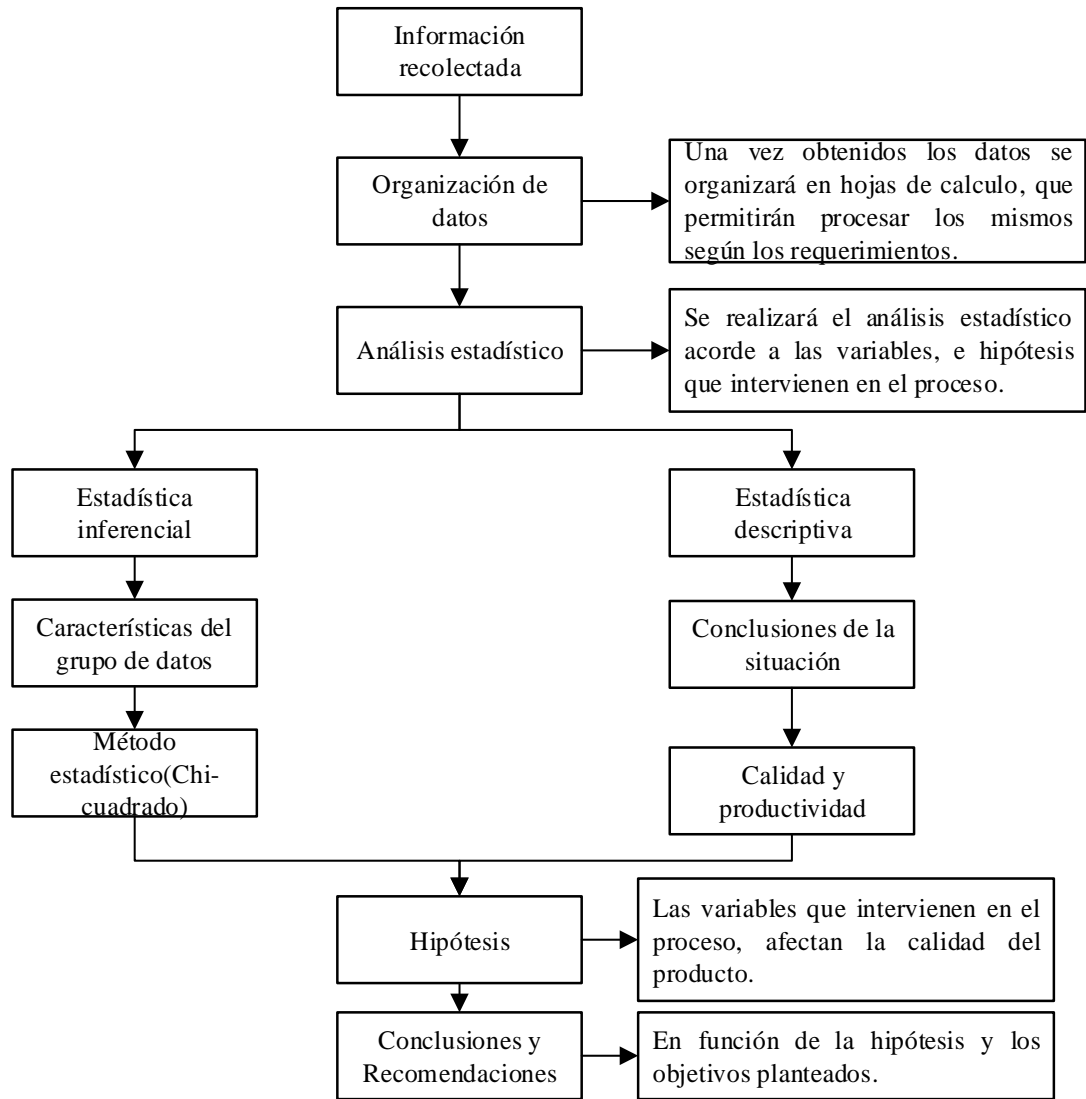 Información
recolectada
Organización de
datos
Una vez obtenidos los datos se
organizará en hojas de calculo, que
permitirán procesar los mismos
según los requerimientos.
Análisis estadístico
Se realizará el análisis estadístico
acorde a las variables, e hipótesis
que intervienen en el proceso.
Estadística
inferencial
Estadística
descriptiva
Características del
grupo de datos
Conclusiones de la
situación
Método
estadístico(Chi-
cuadrado)
Calidad y
productividad
Hipótesis
Las variables que intervienen en el
proceso, afectan la calidad del
producto.
Conclusiones y
Recomendaciones
En función de la hipótesis y los
objetivos planteados.